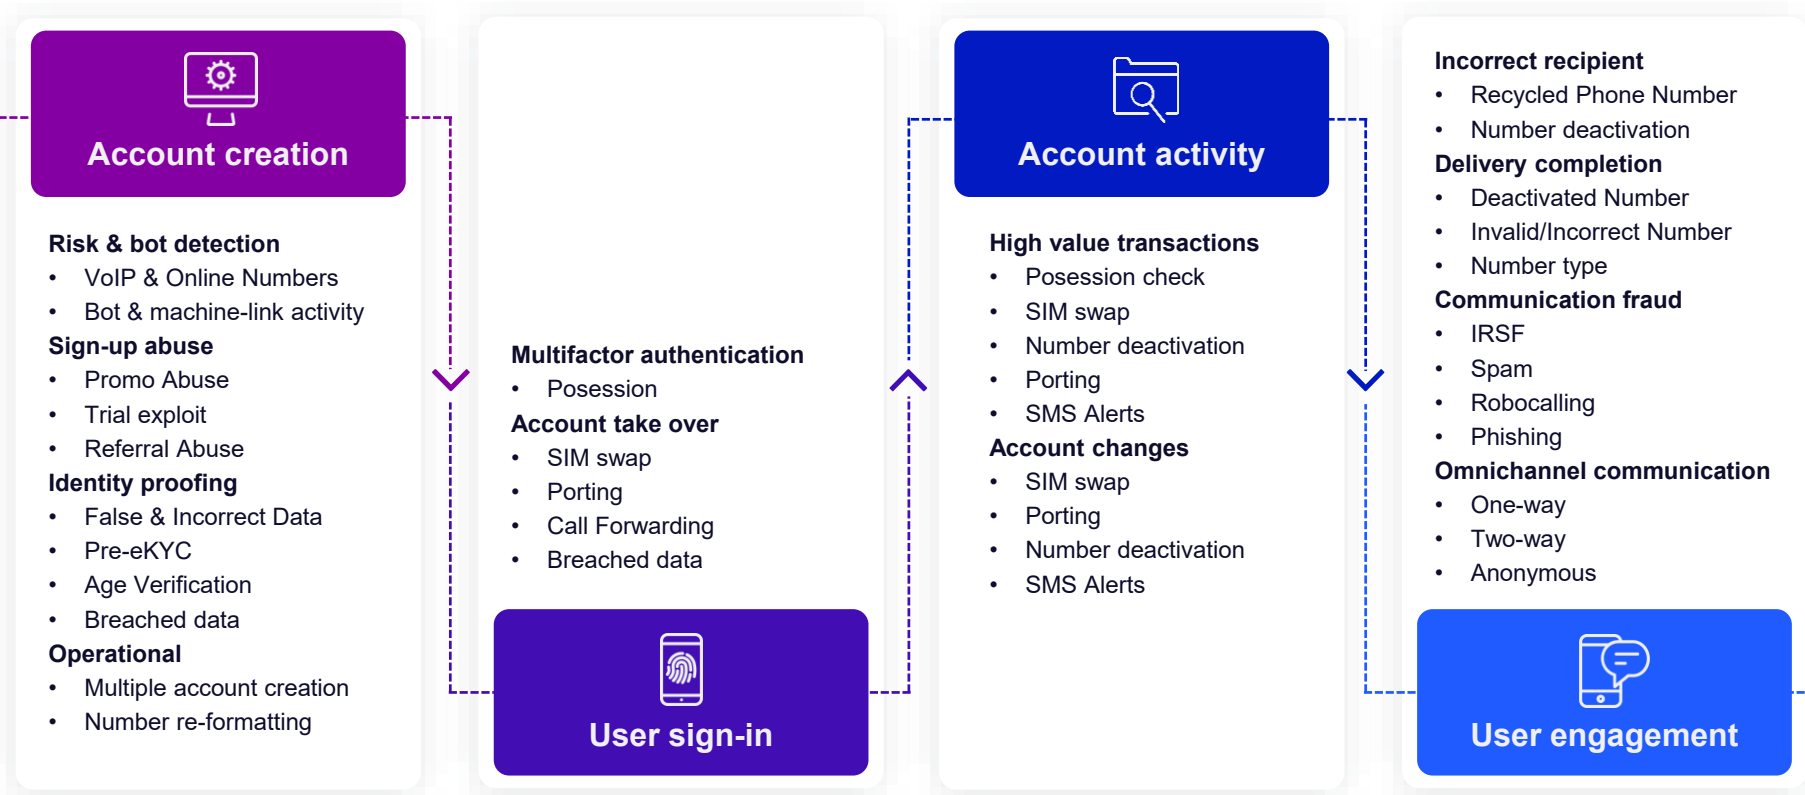 Account creation
Risk & bot detection
• VoIP & Online Numbers
• Bot & machine-link activity
Sign-up abuse
• Promo Abuse
• Trial exploit
• Referral Abuse
Identity proofing
• False & Incorrect Data
• Pre-eKYC
• Age Verification
• Breached data
Operational
• Multiple account creation
• Number re-formatting
Multifactor authentication
• Posession
Account take over
• SIM swap
• Porting
• Call Forwarding
• Breached data
User sign-in
Account activity
High value transactions
• Posession check
• SIM swap
• Number deactivation
• Porting
• SMS Alerts
Account changes
• SIM swap
• Porting
• Number deactivation
• SMS Alerts
Incorrect recipient
• Recycled Phone Number
• Number deactivation
Delivery completion
• Deactivated Number
• Invalid/Incorrect Number
• Number type
Communication fraud
• IRSF
• Spam
• Robocalling
• Phishing
Omnichannel communication
• One-way
• Two-way
• Anonymous
User engagement